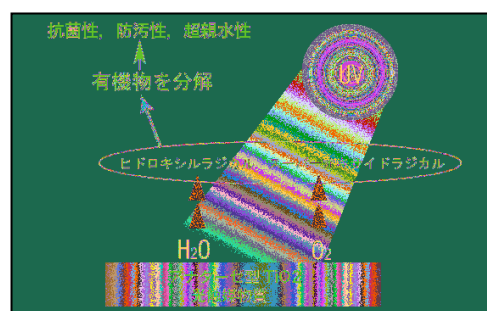 抗菌性, 防汚性, 超親水性
UV
有機物を分解
ヒドロキシルラジカル イドラジカル
H₂O
O₂
型TiO₂